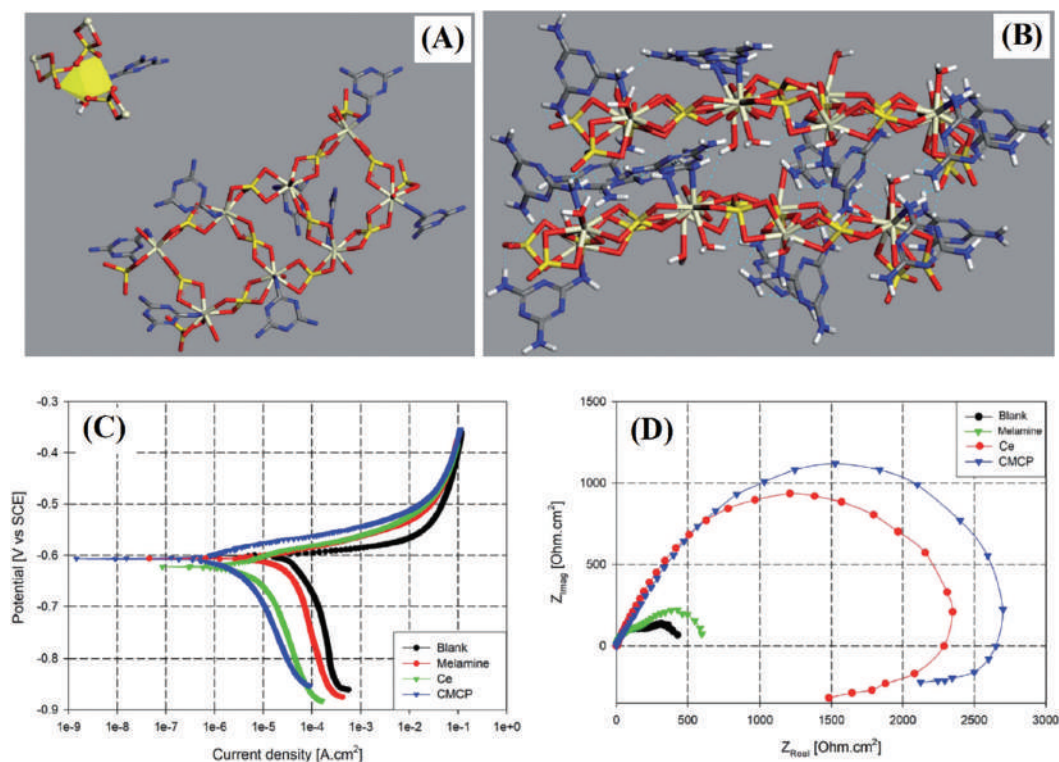 (A)
(B)
(C)
-0.3
-0.4
-0.5
-0.6
-0.7
-0.8
-0.9
Potential [V vs SCE]
Blank
Melamine
Ce
CMCP
1e-9 1e-8 1e-7 1e-6 1e-5 1e-4 1e-3 1e-2 1e-1 1e+0
Current density [A.cm²]
(D)
1500
1000
500
0
Z Imag [Ohm.cm²]
Blank
Melamine
Ce
CMCP
0 500 1000 1500 2000 2500 3000
Z Real [Ohm.cm²]